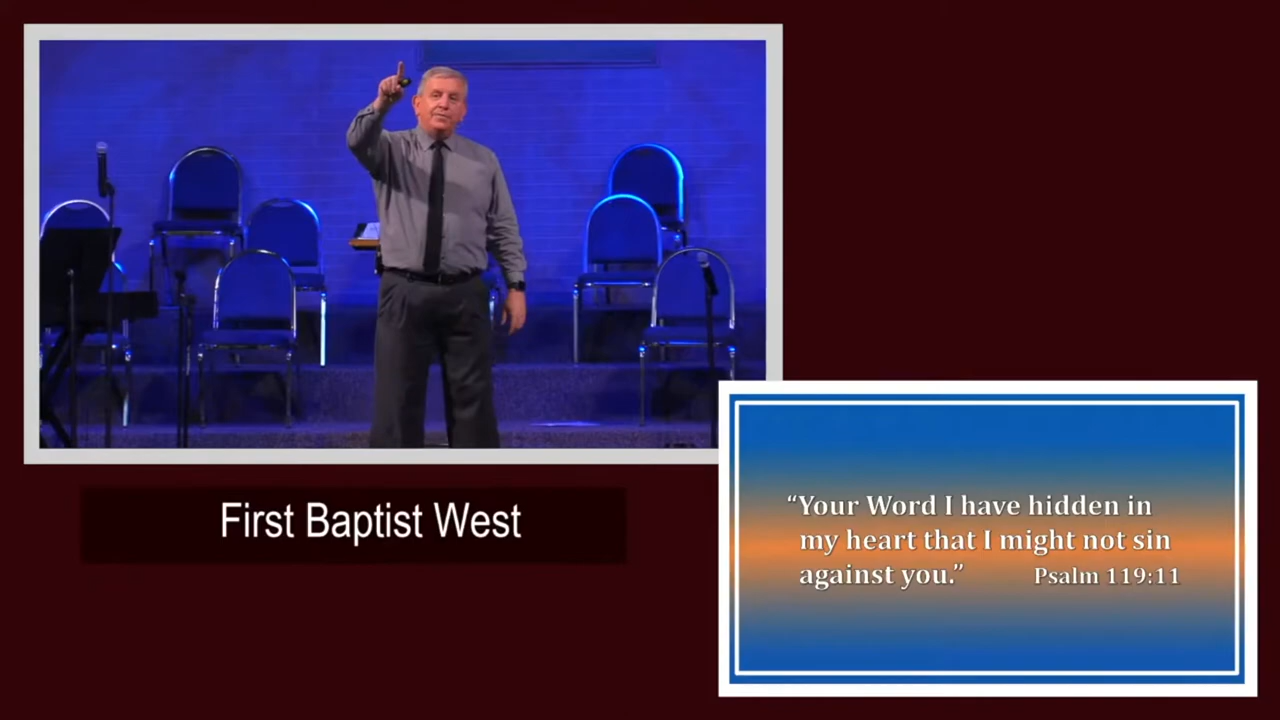 First Baptist West
“Your Word I have hidden in
my heart that I might not sin
against you.” Psalm 119:11